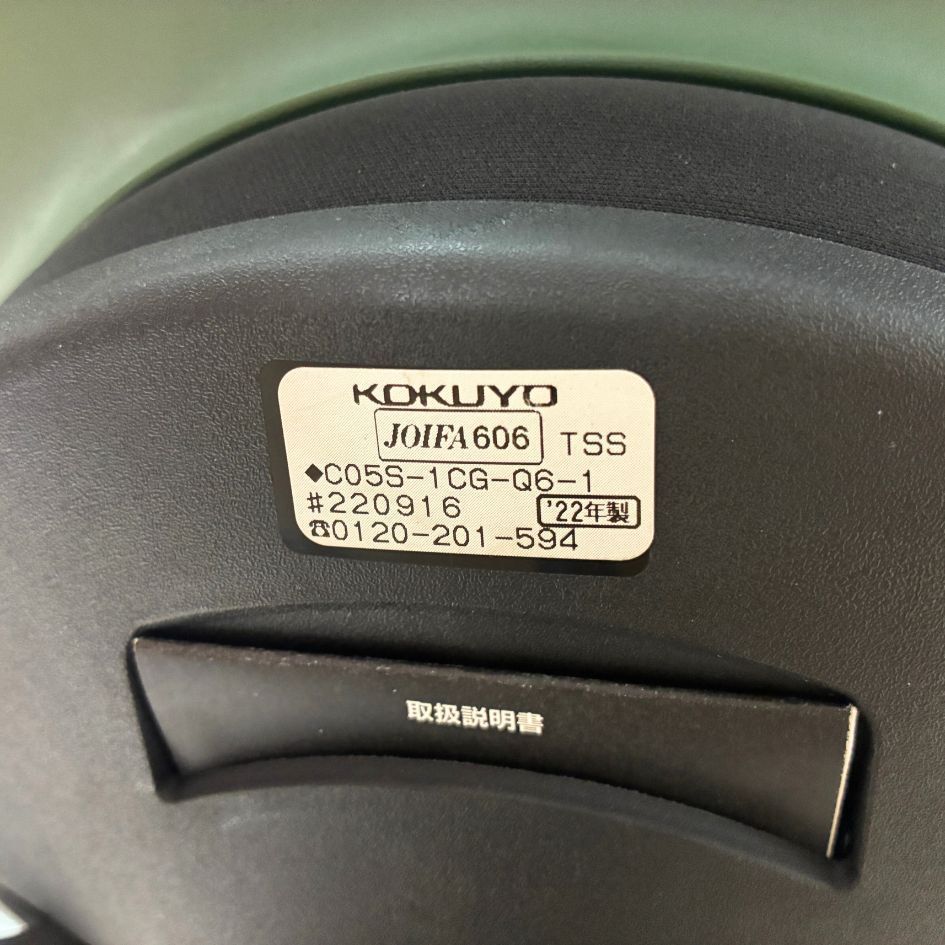 KOKUYO
JOIFA606 TSS
◆C05S-1CG-Q6-1
#220916 '22年製
☎0120-201-594
取扱説明書